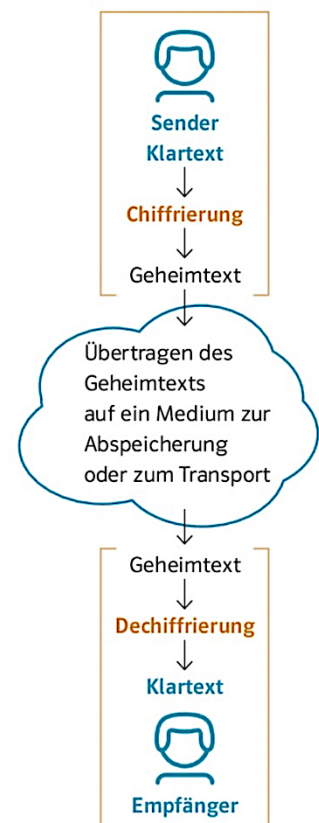 Sender
Klartext
Chiffrierung
Geheimtext
Übertragen des
Geheimtexts
auf ein Medium zur
Abspeicherung
oder zum Transport
Geheimtext
Dechiffrierung
Klartext
Empfänger